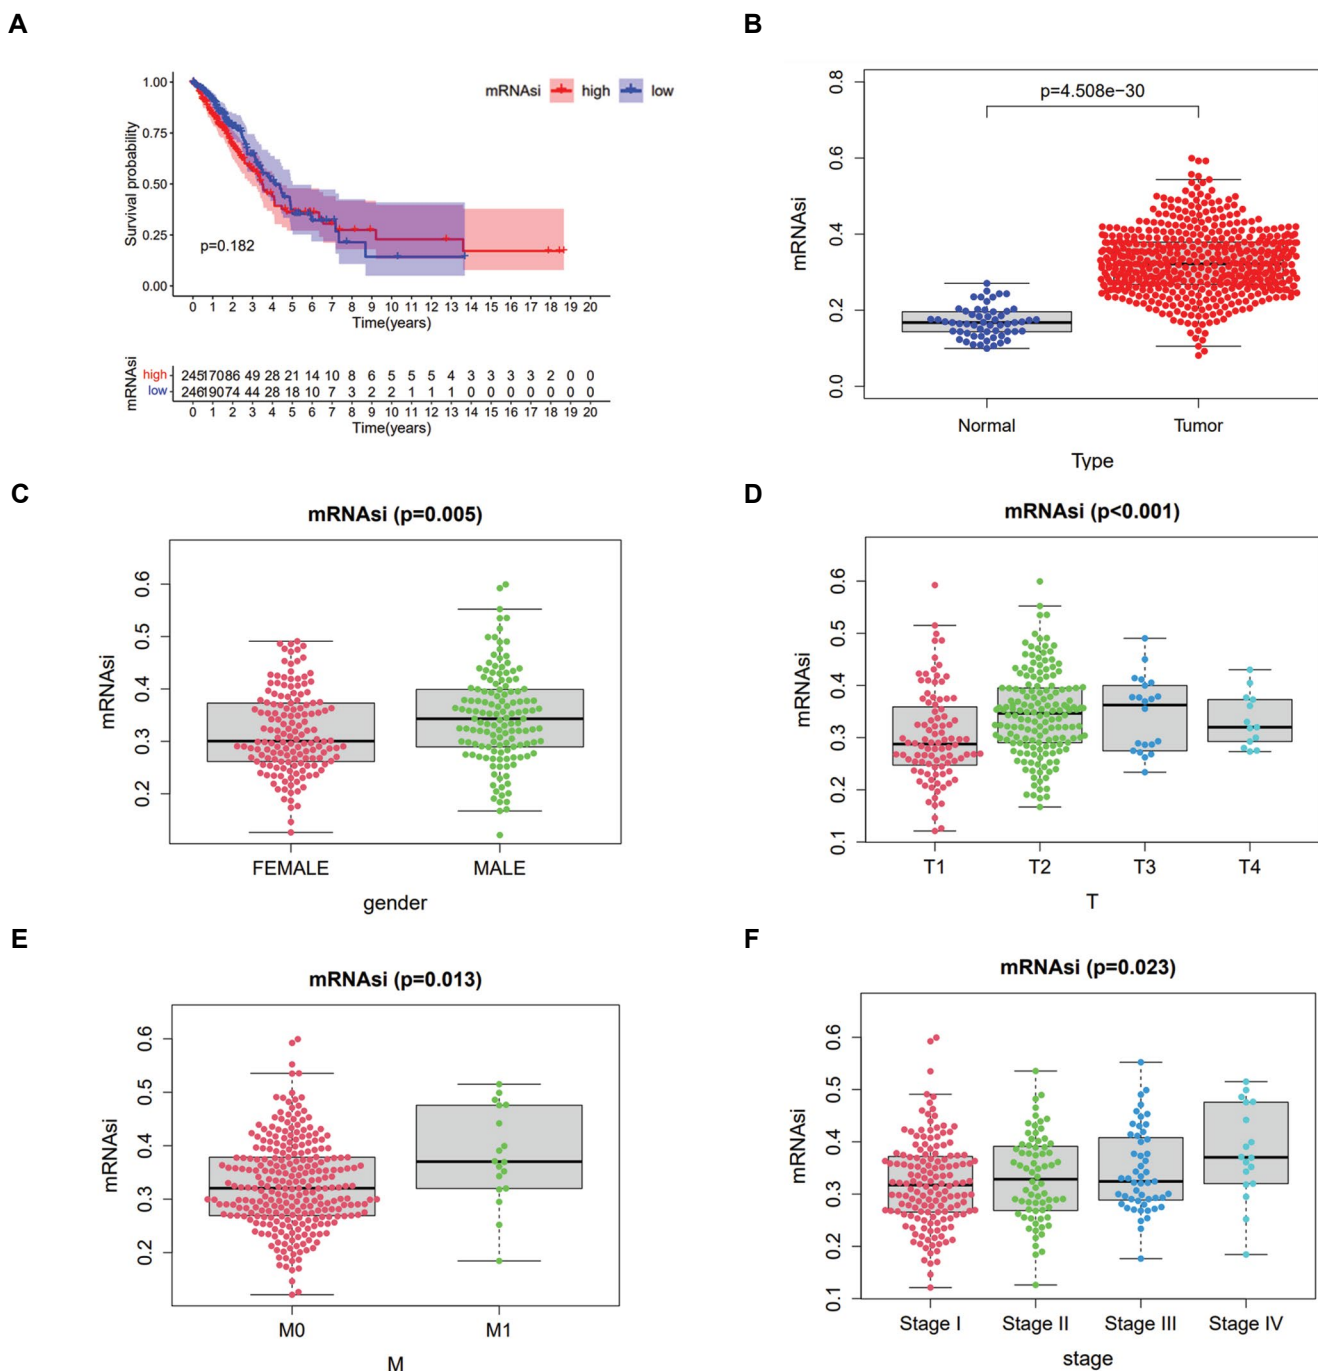 A
mRNAsi high low
Survival probability
1.00
0.75
0.50
0.25
0.00
p=0.182
0 1 2 3 4 5 6 7 8 9 10 11 12 13 14 15 16 17 18 19 20
Time(years)
mRNAsi
high 245 170 86 49 28 21 14 10 8 6 5 5 5 4 3 3 3 3 2 0 0
low 246 190 74 44 28 18 10 7 3 2 2 1 1 1 0 0 0 0 0 0 0
0 1 2 3 4 5 6 7 8 9 10 11 12 13 14 15 16 17 18 19 20
Time(years)
B
p=4.508e−30
mRNAsi
0.8
0.6
0.4
0.2
0.0
Normal Tumor
Type
C
mRNAsi (p=0.005)
mRNAsi
0.6
0.5
0.4
0.3
0.2
FEMALE MALE
gender
D
mRNAsi (p<0.001)
mRNAsi
0.6
0.5
0.4
0.3
0.2
0.1
T1 T2 T3 T4
T
E
mRNAsi (p=0.013)
mRNAsi
0.6
0.5
0.4
0.3
0.2
M0 M1
M
F
mRNAsi (p=0.023)
mRNAsi
0.6
0.5
0.4
0.3
0.2
0.1
Stage I Stage II Stage III Stage IV
stage